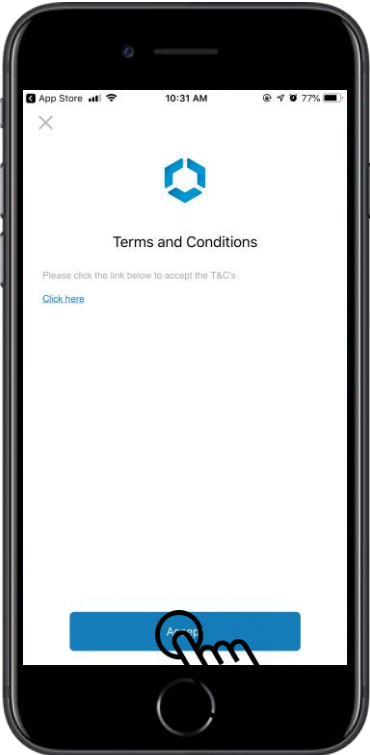 App Store 10:31 AM 77%
Terms and Conditions
Please click the link below to accept the T&C's
Click here
Accept